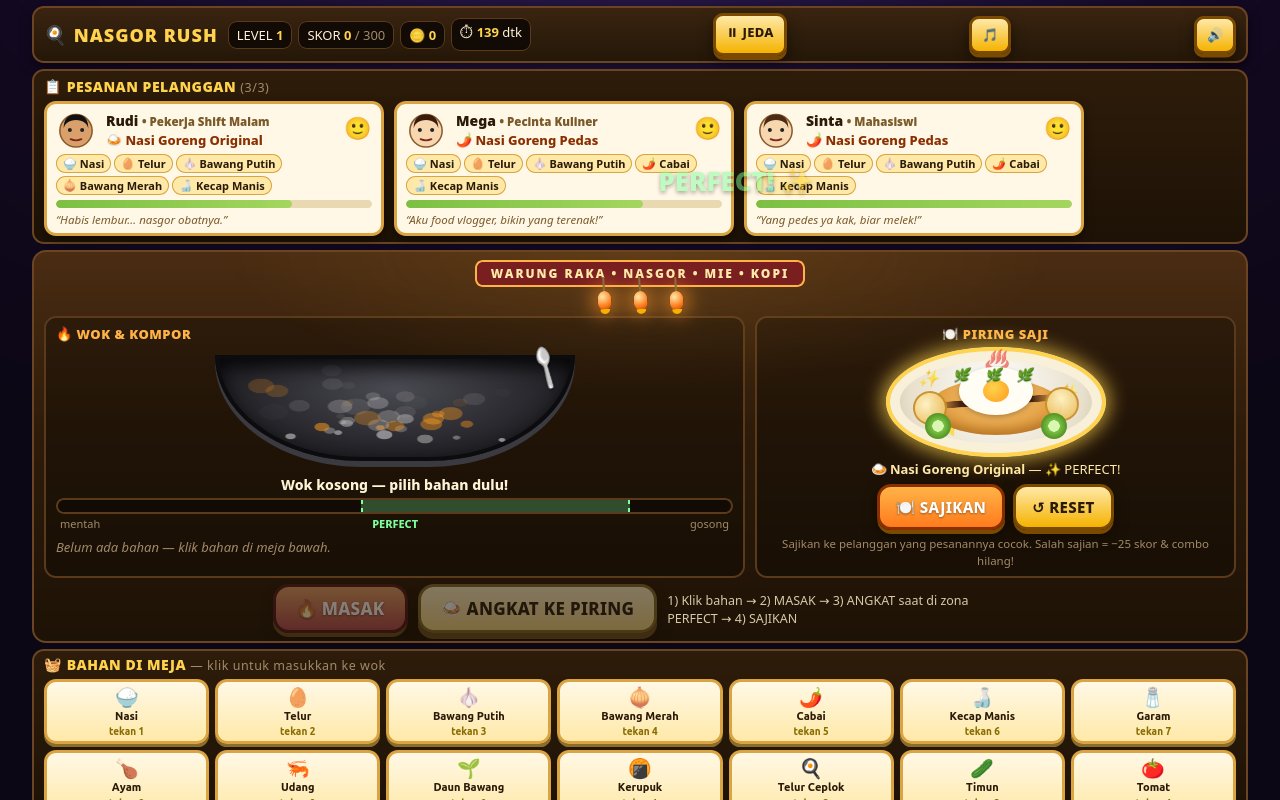 NASGOR RUSH
LEVEL 1
SKOR 0 / 300
0
139 dtk
JEDA
PESANAN PELANGGAN (3/3)
Rudi • Pekerja Shift Malam
Nasi Goreng Original
Nasi Telur Bawang Putih
Bawang Merah Kecap Manis
“Habis lembur... nasgor obatnya.”
Mega • Pecinta Kuliner
Nasi Goreng Pedas
Nasi Telur Bawang Putih Cabai
Kecap Manis
“Aku food vlogger, bikin yang terenak!”
Sinta • Mahasiswi
Nasi Goreng Pedas
Nasi Telur Bawang Putih Cabai
Kecap Manis
“Yang pedes ya kak, biar melek!”
PERFECT!
WARUNG RAKA • NASGOR • MIE • KOPI
WOK & KOMPOR
Wok kosong — pilih bahan dulu!
mentah PERFECT gosong
Belum ada bahan — klik bahan di meja bawah.
PIRING SAJI
Nasi Goreng Original — ✨ PERFECT!
SAJIKAN
↺ RESET
Sajikan ke pelanggan yang pesanannya cocok. Salah sajian = −25 skor & combo
hilang!
MASAK
ANGKAT KE PIRING
1) Klik bahan → 2) MASAK → 3) ANGKAT saat di zona
PERFECT → 4) SAJIKAN
BAHAN DI MEJA — klik untuk masukkan ke wok
Nasi
tekan 1
Telur
tekan 2
Bawang Putih
tekan 3
Bawang Merah
tekan 4
Cabai
tekan 5
Kecap Manis
tekan 6
Garam
tekan 7
Ayam
Udang
Daun Bawang
Kerupuk
Telur Ceplok
Timun
Tomat